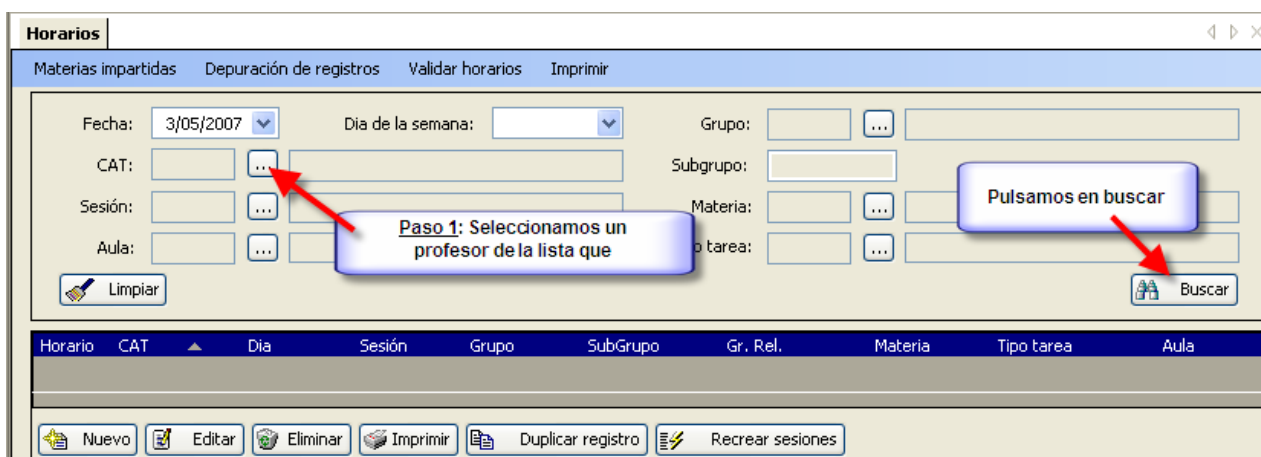 Horarios
Materias impartidas Depuración de registros Validar horarios Imprimir
Fecha: 3/05/2007 Dia de la semana: Grupo: ...
CAT: ... Subgrupo:
Sesión: ... Materia: ...
Aula: ... o tarea: ...
Paso 1: Seleccionamos un
profesor de la lista que
Pulsamos en buscar
Limpiar Buscar
Horario CAT Dia Sesión Grupo SubGrupo Gr. Rel. Materia Tipo tarea Aula
Nuevo Editar Eliminar Imprimir Duplicar registro Recrear sesiones